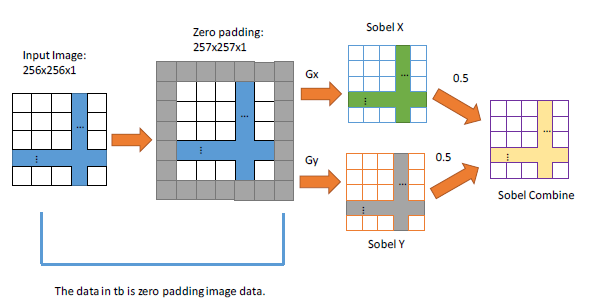 Input Image:
256x256x1
Zero padding:
257x257x1
Gx
Gy
Sobel X
Sobel Y
0.5
0.5
Sobel Combine
The data in tb is zero padding image data.